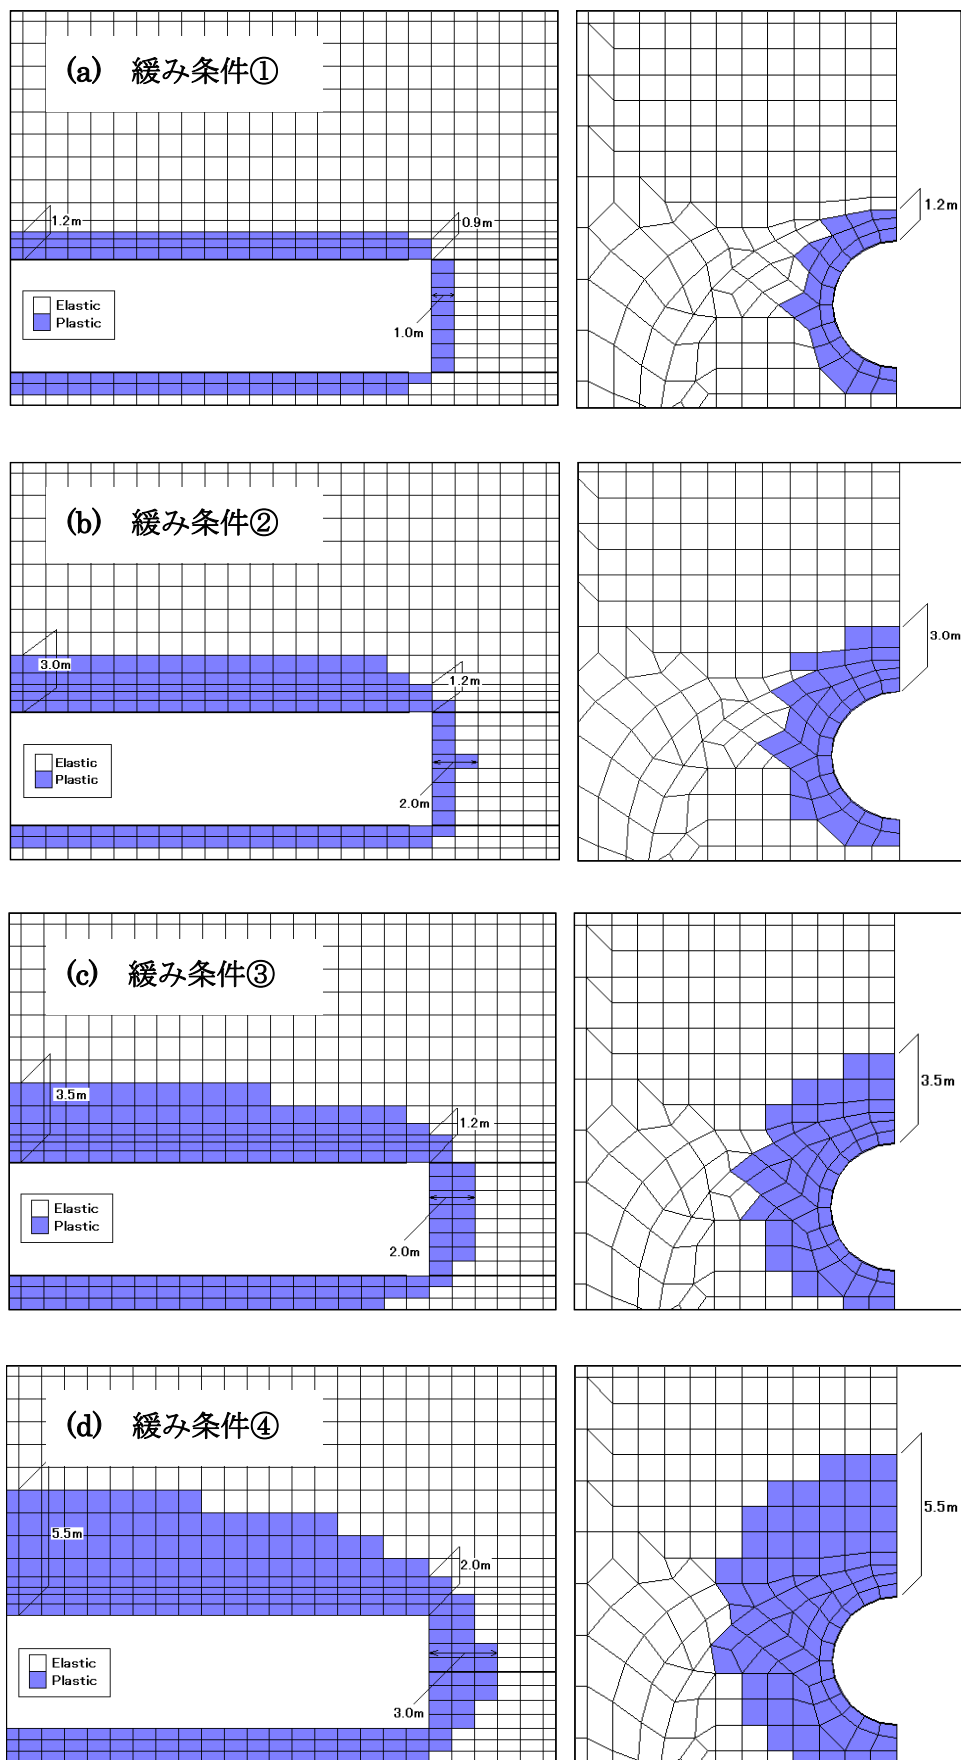 (a) 緩み条件①
1.2m
0.9m
1.2m
Elastic
Plastic
1.0m
(b) 緩み条件②
3.0m
1.2m
3.0m
Elastic
Plastic
2.0m
(c) 緩み条件③
3.5m
1.2m
3.5m
Elastic
Plastic
2.0m
(d) 緩み条件④
5.5m
2.0m
5.5m
Elastic
Plastic
3.0m